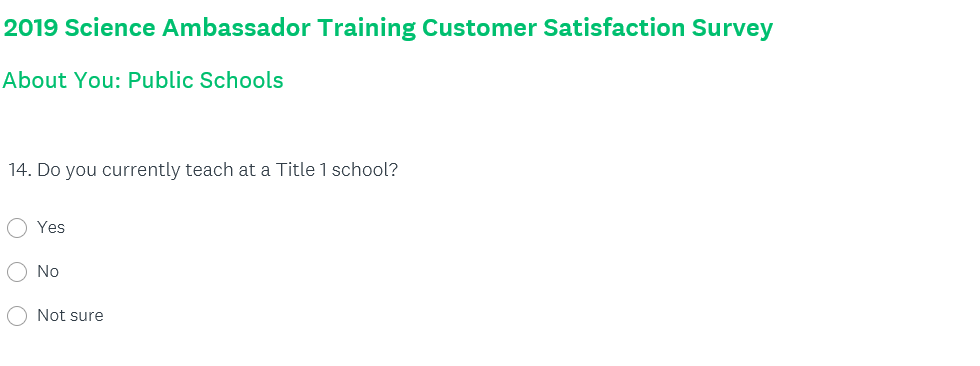 2019 Science Ambassador Training Customer Satisfaction Survey
About You: Public Schools
14. Do you currently teach at a Title 1 school?
Yes
No
Not sure